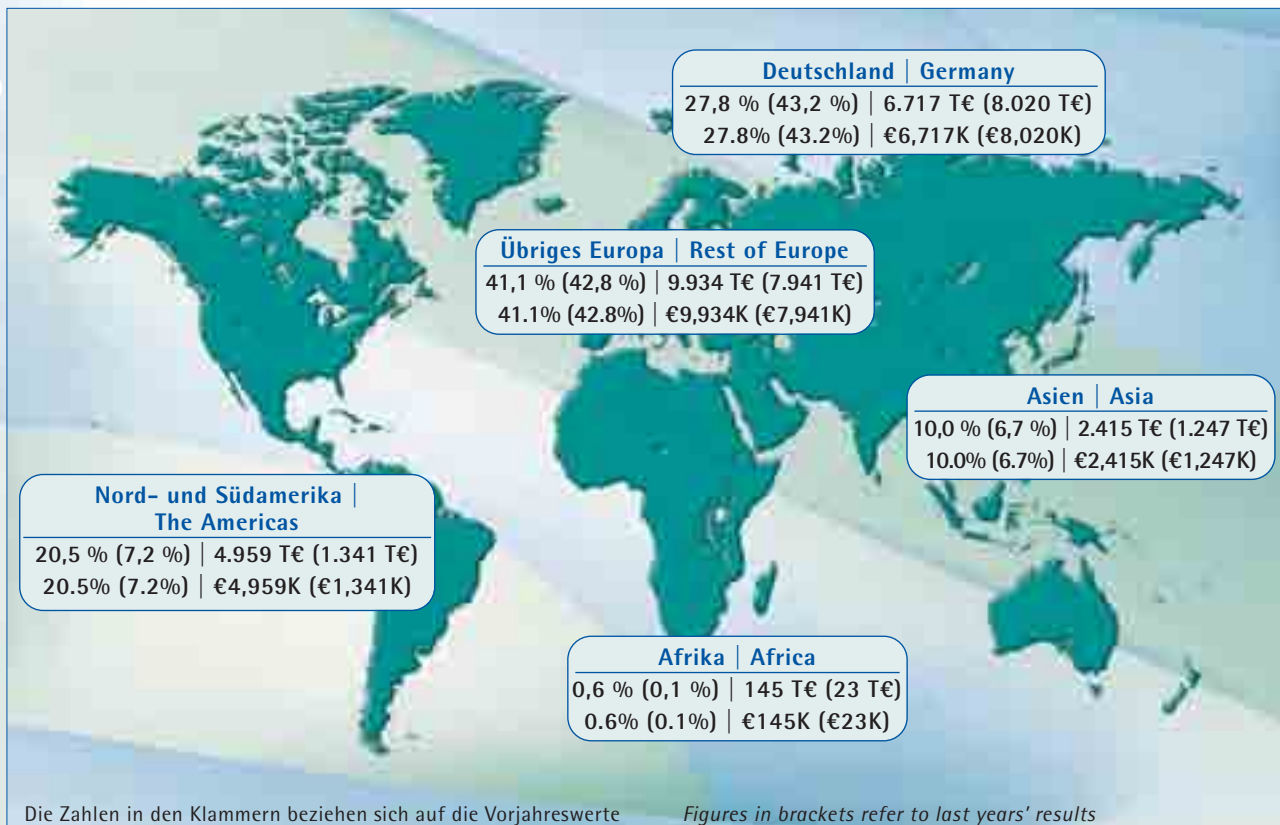 Deutschland | Germany
27,8 % (43,2 %) | 6.717 T€ (8.020 T€)
27.8% (43.2%) | €6,717K (€8,020K)
Übriges Europa | Rest of Europe
41,1 % (42,8 %) | 9.934 T€ (7.941 T€)
41.1% (42.8%) | €9,934K (€7,941K)
Asien | Asia
10,0 % (6,7 %) | 2.415 T€ (1.247 T€)
10.0% (6.7%) | €2,415K (€1,247K)
Nord- und Südamerika |
The Americas
20,5 % (7,2 %) | 4.959 T€ (1.341 T€)
20.5% (7.2%) | €4,959K (€1,341K)
Afrika | Africa
0,6 % (0,1 %) | 145 T€ (23 T€)
0.6% (0.1%) | €145K (€23K)
Die Zahlen in den Klammern beziehen sich auf die Vorjahreswerte
Figures in brackets refer to last years' results